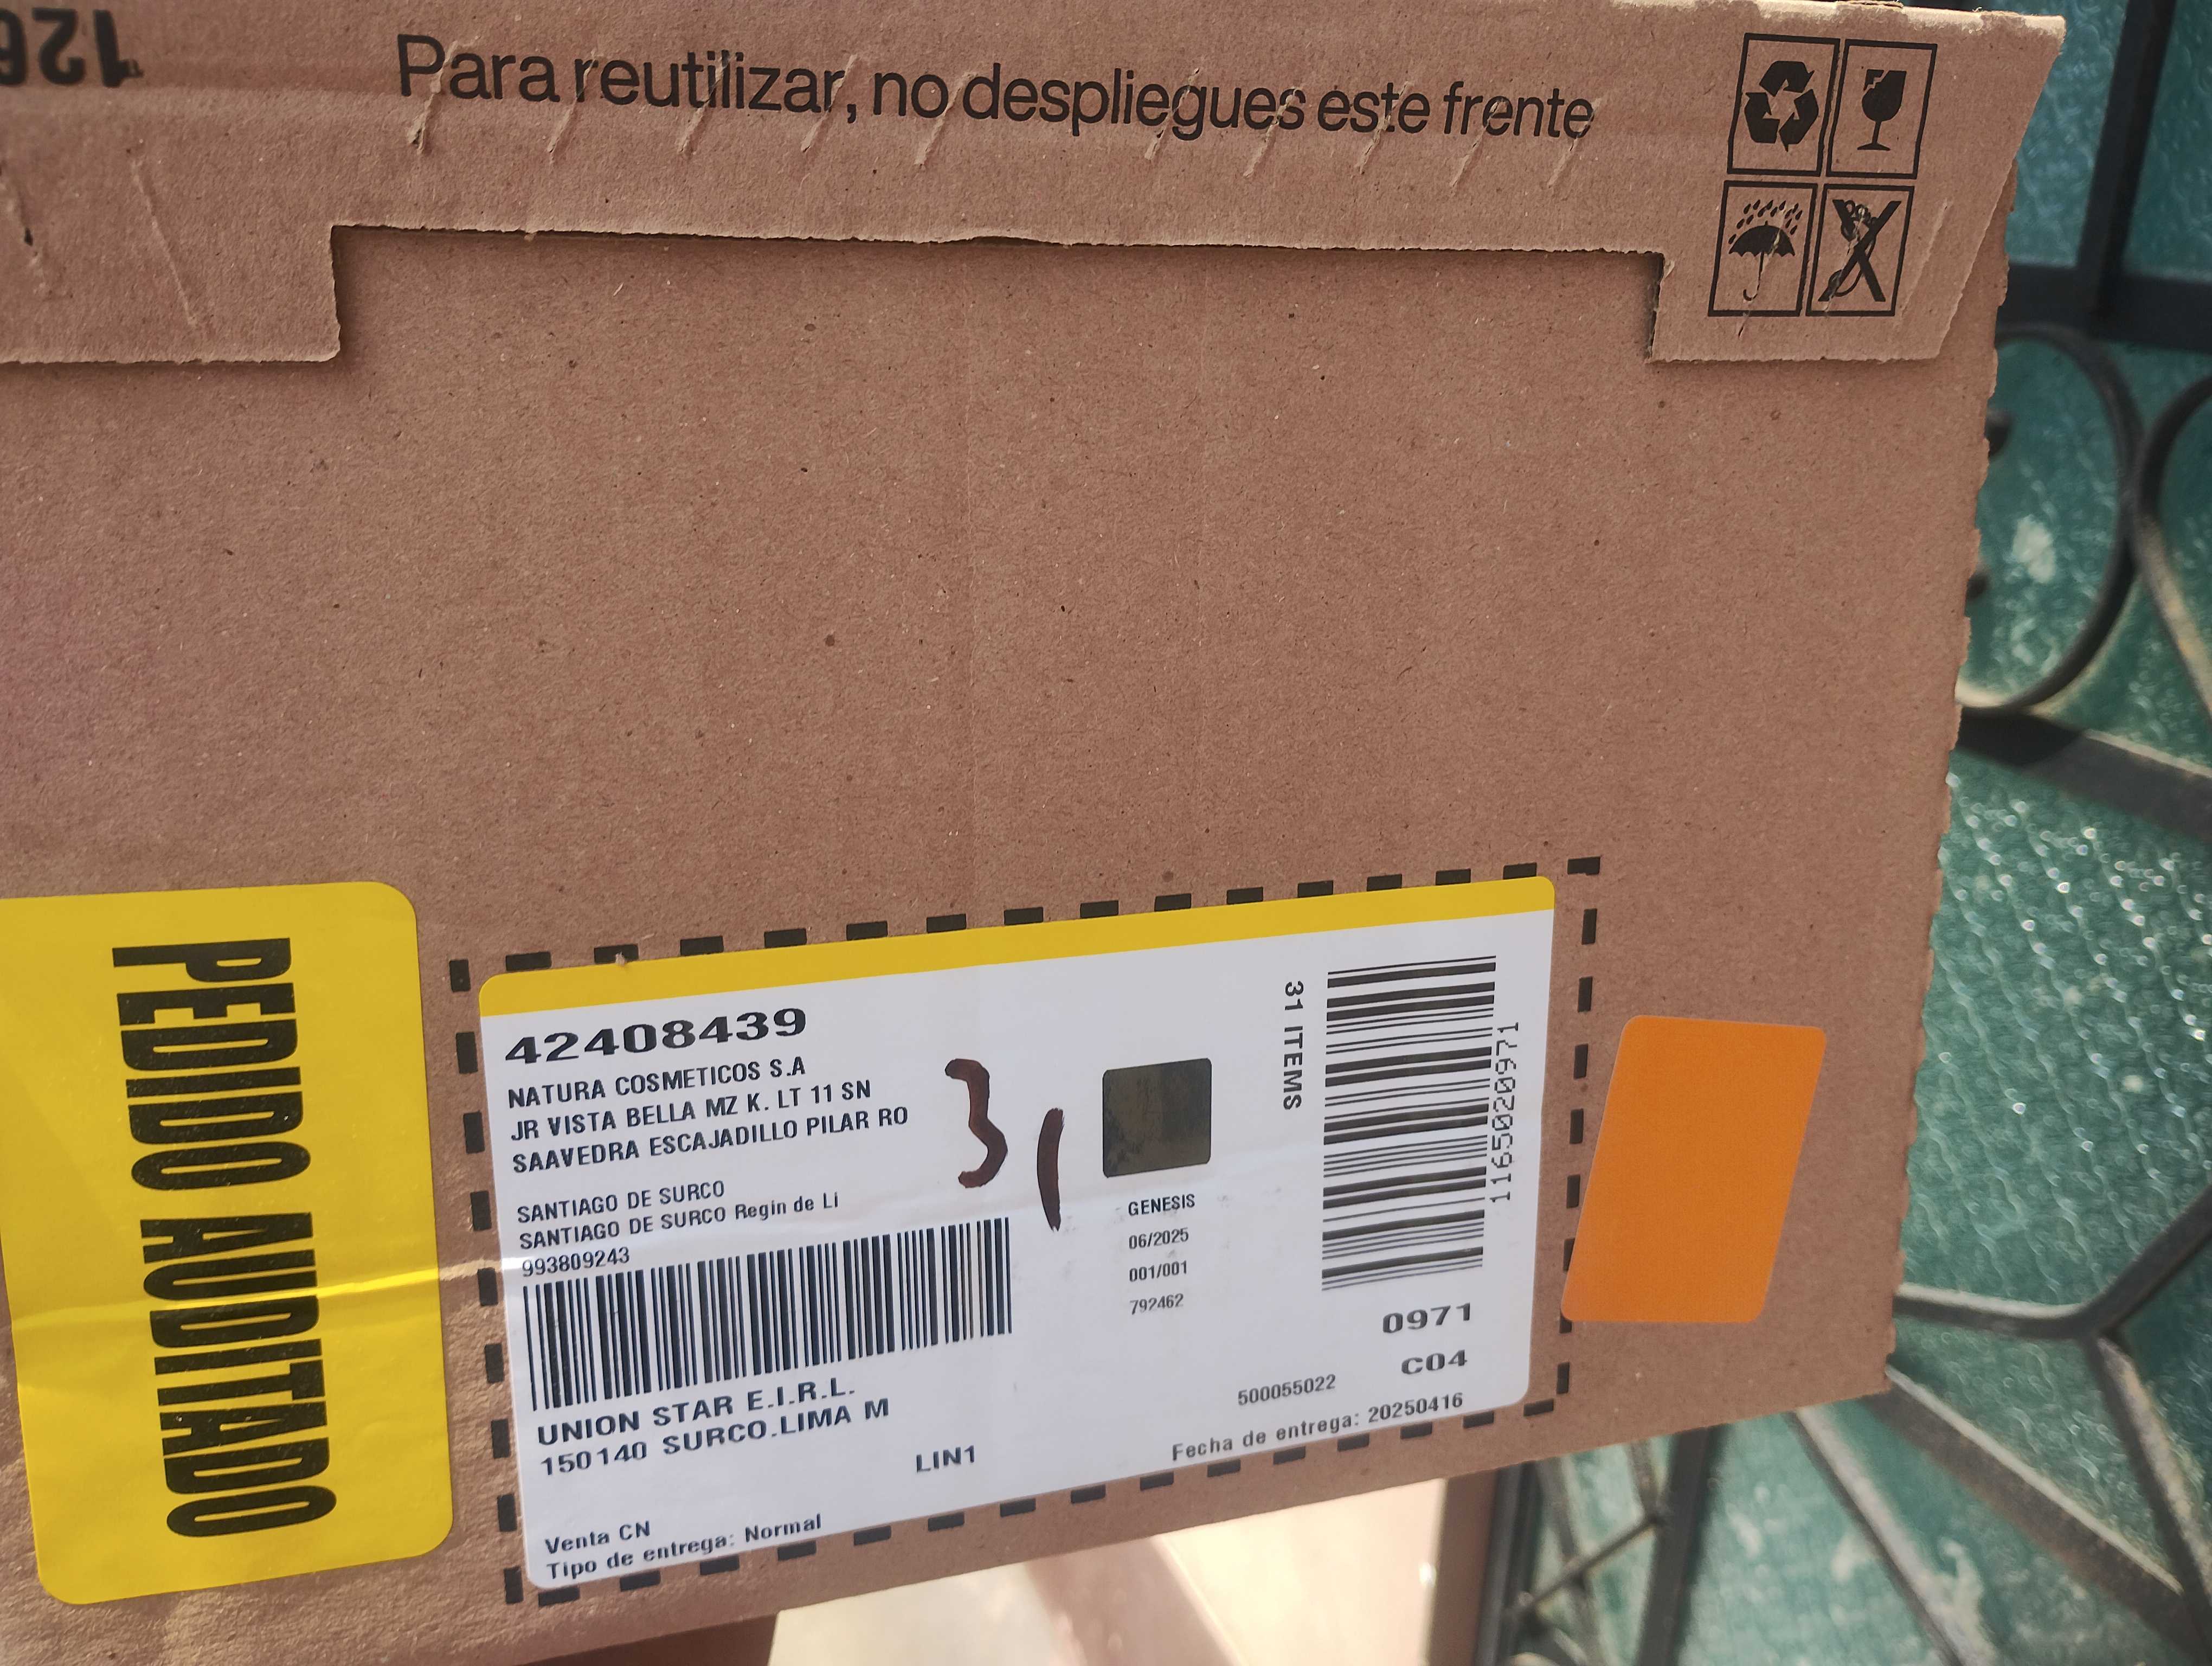 126
Para reutilizar, no despliegues este frente
PEDIDO AUDITADO
42408439
NATURA COSMETICOS S.A
JR VISTA BELLA MZ K. LT 11 SN
SAAVEDRA ESCAJADILLO PILAR RO
SANTIAGO DE SURCO
SANTIAGO DE SURCO Regin de Li
993809243
UNION STAR E.I.R.L.
150140 SURCO.LIMA M
LIN1
Venta CN
Tipo de entrega: Normal
31
GENESIS
06/2025
001/001
792462
31 ITEMS
116502020971
0971
C04
500055022
Fecha de entrega: 20250416